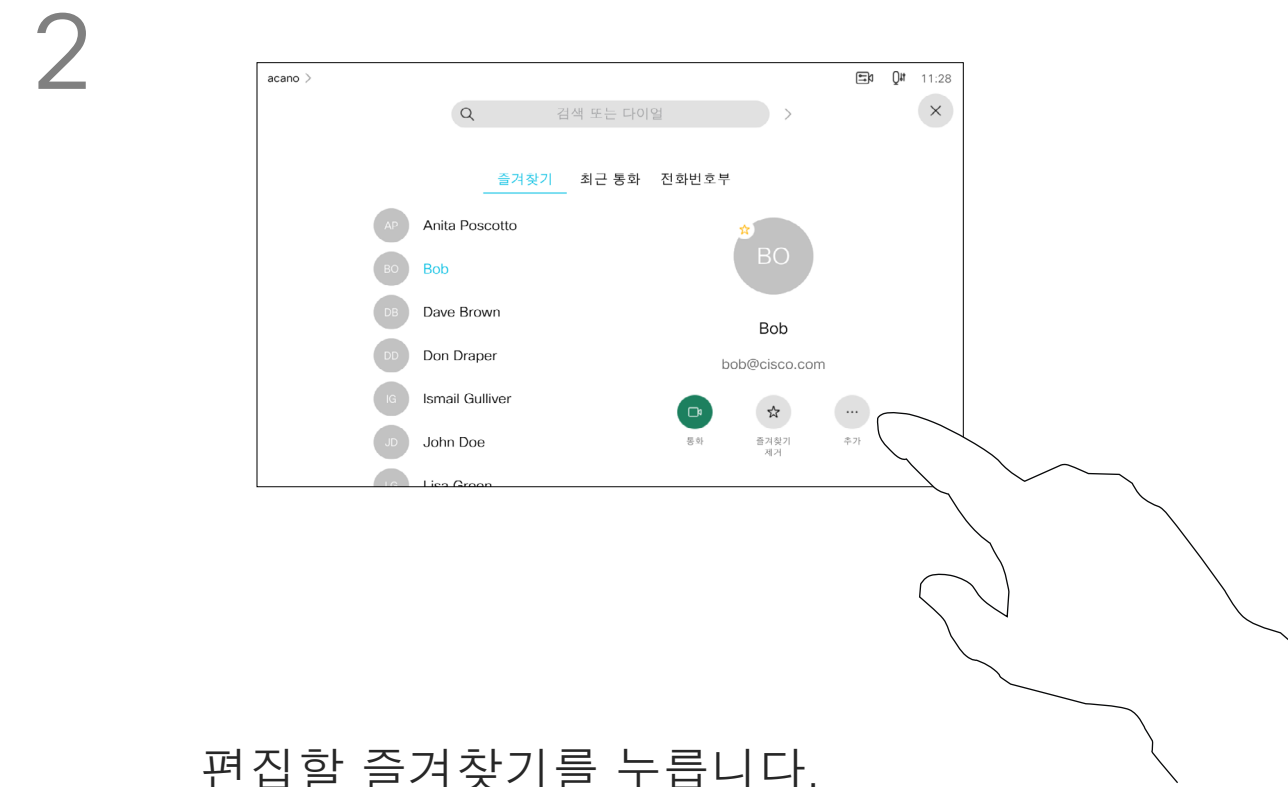 2
acano >
11:28
검색 또는 다이얼 >
즐겨찾기 최근 통화 전화번호부
AP Anita Poscotto
BO Bob
DB Dave Brown
DD Don Draper
IG Ismail Gulliver
JD John Doe
LG Lisa Green
BO
Bob
bob@cisco.com
통화
즐겨찾기
제거
추가
편집할 즐겨찾기를 누릅니다.